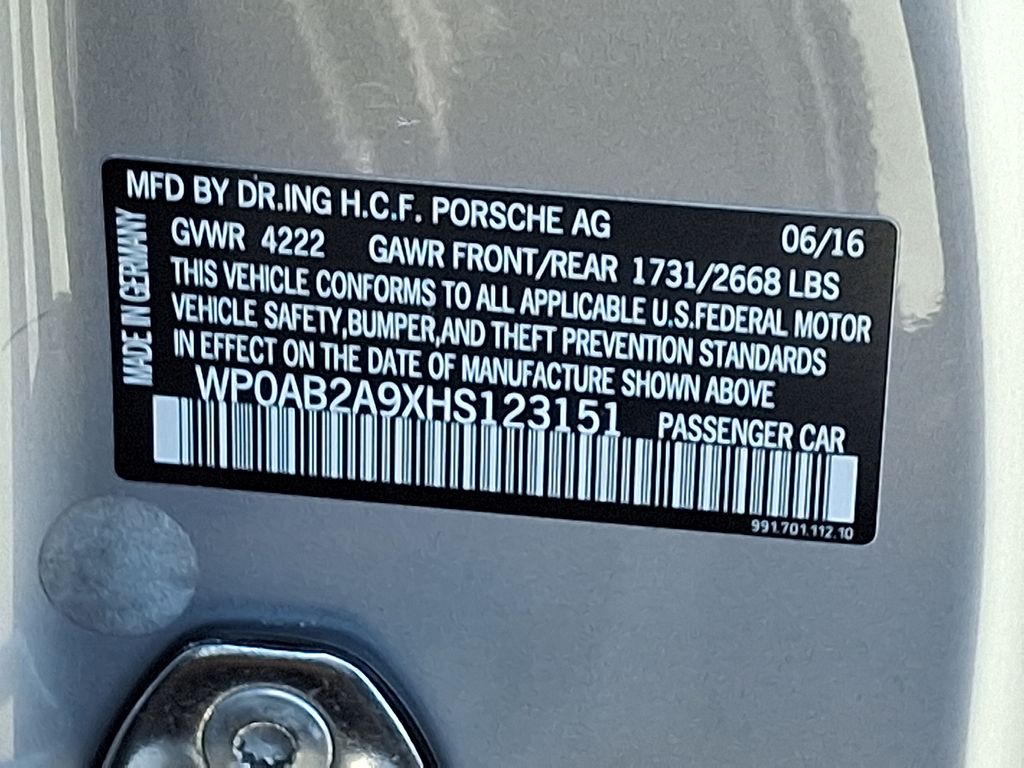 MFD BY DR.ING H.C.F. PORSCHE AG 06/16
MADE IN GERMANY
GVWR 4222 GAWR FRONT/REAR 1731/2668 LBS
THIS VEHICLE CONFORMS TO ALL APPLICABLE U.S.FEDERAL MOTOR
VEHICLE SAFETY,BUMPER,AND THEFT PREVENTION STANDARDS
IN EFFECT ON THE DATE OF MANUFACTURE SHOWN ABOVE
WP0AB2A9XHS123151 PASSENGER CAR
991.701.112.10